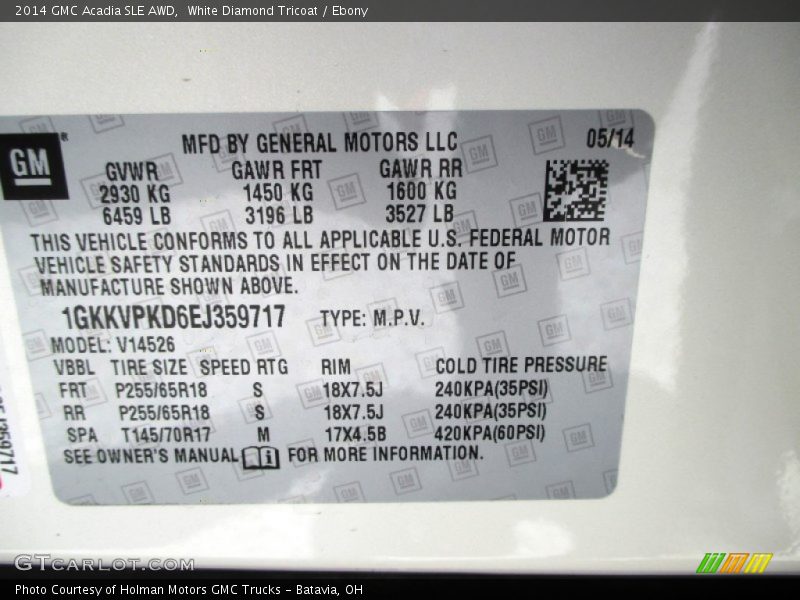 2014 GMC Acadia SLE AWD,  White Diamond Tricoat / Ebony
GM ®
MFD BY GENERAL MOTORS LLC 05/14
GVWR GAWR FRT GAWR RR
2930 KG 1450 KG 1600 KG
6459 LB 3196 LB 3527 LB
THIS VEHICLE CONFORMS TO ALL APPLICABLE U.S. FEDERAL MOTOR
VEHICLE SAFETY STANDARDS IN EFFECT ON THE DATE OF
MANUFACTURE SHOWN ABOVE.
1GKKVPKD6EJ359717 TYPE: M.P.V.
MODEL: V14526
VBBL TIRE SIZE SPEED RTG RIM COLD TIRE PRESSURE
FRT P255/65R18 S 18X7.5J 240KPA(35PSI)
RR P255/65R18 S 18X7.5J 240KPA(35PSI)
SPA T145/70R17 M 17X4.5B 420KPA(60PSI)
SEE OWNER'S MANUAL FOR MORE INFORMATION.
GTCARLOT.COM
Photo Courtesy of Holman Motors GMC Trucks - Batavia, OH